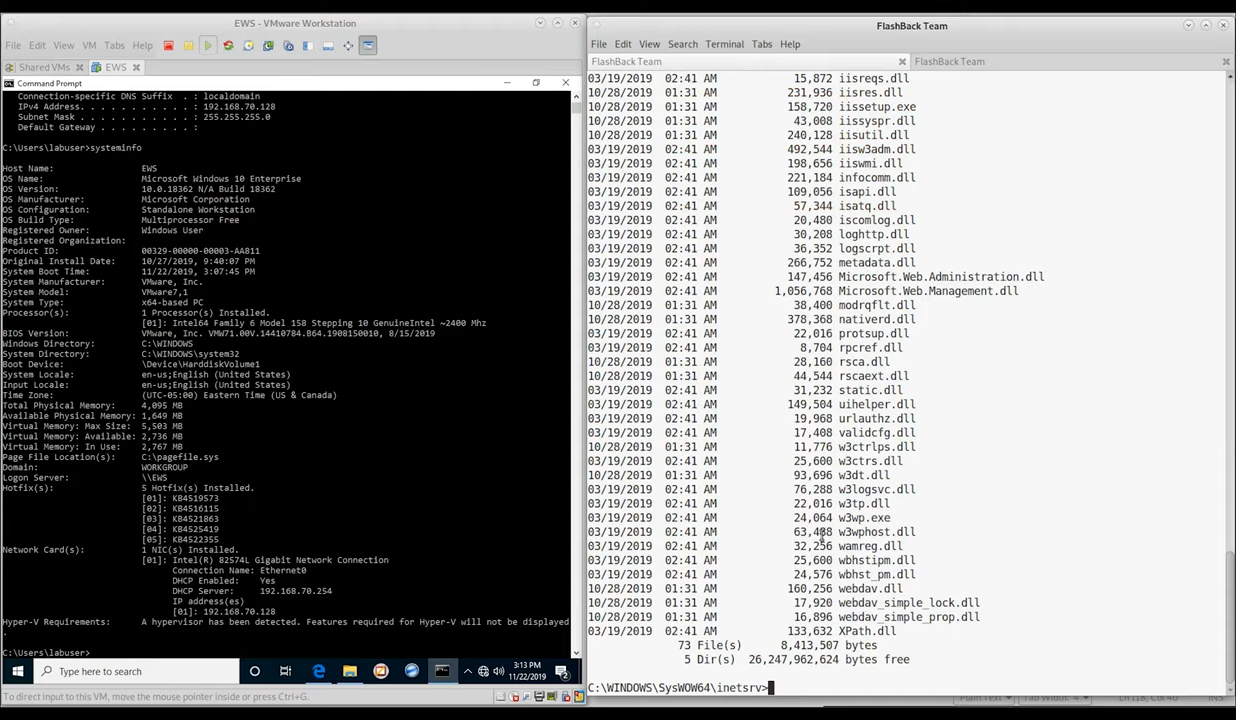 EWS - VMware Workstation
File Edit View VM Tabs Help
Shared VMs
EWS
Command Prompt
Connection-specific DNS Suffix . : localdomain
IPv4 Address. . . . . . . . . . . : 192.168.70.128
Subnet Mask . . . . . . . . . . . : 255.255.255.0
Default Gateway . . . . . . . . . :
C:\Users\labuser>systeminfo
Host Name: EWS
OS Name: Microsoft Windows 10 Enterprise
OS Version: 10.0.18362 N/A Build 18362
OS Manufacturer: Microsoft Corporation
OS Configuration: Standalone Workstation
OS Build Type: Multiprocessor Free
Registered Owner: Windows User
Registered Organization:
Product ID: 00329-00000-00003-AA811
Original Install Date: 10/27/2019, 9:40:07 PM
System Boot Time: 11/22/2019, 3:07:45 PM
System Manufacturer: VMware, Inc.
System Model: VMware7,1
System Type: x64-based PC
Processor(s): 1 Processor(s) Installed.
[01]: Intel64 Family 6 Model 158 Stepping 10 GenuineIntel ~2400 Mhz
BIOS Version: VMware, Inc. VMW71.00V.14410784.B64.1908150010, 8/15/2019
Windows Directory: C:\WINDOWS
System Directory: C:\WINDOWS\system32
Boot Device: \Device\HarddiskVolume1
System Locale: en-us;English (United States)
Input Locale: en-us;English (United States)
Time Zone: (UTC-05:00) Eastern Time (US & Canada)
Total Physical Memory: 4,095 MB
Available Physical Memory: 1,649 MB
Virtual Memory: Max Size: 5,503 MB
Virtual Memory: Available: 2,736 MB
Virtual Memory: In Use: 2,767 MB
Page File Location(s): C:\pagefile.sys
Domain: WORKGROUP
Logon Server: \\EWS
Hotfix(s): 5 Hotfix(s) Installed.
[01]: KB4519573
[02]: KB4516115
[03]: KB4521863
[04]: KB4525419
[05]: KB4522355
Network Card(s): 1 NIC(s) Installed.
[01]: Intel(R) 82574L Gigabit Network Connection
Connection Name: Ethernet0
DHCP Enabled: Yes
DHCP Server: 192.168.70.254
IP address(es)
[01]: 192.168.70.128
Hyper-V Requirements: A hypervisor has been detected. Features required for Hyper-V will not be displayed
.
C:\Users\labuser>
Type here to search
3:13 PM
11/22/2019
2
To direct input to this VM, move the mouse pointer inside or press Ctrl+G.
FlashBack Team
File Edit View Search Terminal Tabs Help
FlashBack Team
FlashBack Team
03/19/2019 02:41 AM 15,872 iisreqs.dll
10/28/2019 01:31 AM 231,936 iisres.dll
10/28/2019 01:31 AM 158,720 iissetup.exe
10/28/2019 01:31 AM 43,008 iissyspr.dll
10/28/2019 01:31 AM 240,128 iisutil.dll
03/19/2019 02:41 AM 492,544 iisw3adm.dll
03/19/2019 02:41 AM 198,656 iiswmi.dll
03/19/2019 02:41 AM 221,184 infocomm.dll
03/19/2019 02:41 AM 109,056 isapi.dll
03/19/2019 02:41 AM 57,344 isatq.dll
03/19/2019 02:41 AM 20,480 iscomlog.dll
03/19/2019 02:41 AM 30,208 loghttp.dll
03/19/2019 02:41 AM 36,352 logscrpt.dll
03/19/2019 02:41 AM 266,752 metadata.dll
03/19/2019 02:41 AM 147,456 Microsoft.Web.Administration.dll
03/19/2019 02:41 AM 1,056,768 Microsoft.Web.Management.dll
10/28/2019 01:31 AM 38,400 modrqflt.dll
10/28/2019 01:31 AM 378,368 nativerd.dll
03/19/2019 02:41 AM 22,016 protsup.dll
03/19/2019 02:41 AM 8,704 rpcref.dll
10/28/2019 01:31 AM 28,160 rsca.dll
10/28/2019 01:31 AM 44,544 rscaext.dll
03/19/2019 02:41 AM 31,232 static.dll
03/19/2019 02:41 AM 149,504 uihelper.dll
03/19/2019 02:41 AM 19,968 urlauthz.dll
03/19/2019 02:41 AM 17,408 validcfg.dll
10/28/2019 01:31 AM 11,776 w3ctrlps.dll
03/19/2019 02:41 AM 25,600 w3ctrs.dll
10/28/2019 01:31 AM 93,696 w3dt.dll
03/19/2019 02:41 AM 76,288 w3logsvc.dll
03/19/2019 02:41 AM 22,016 w3tp.dll
03/19/2019 02:41 AM 24,064 w3wp.exe
03/19/2019 02:41 AM 63,488 w3wphost.dll
03/19/2019 02:41 AM 32,256 wamreg.dll
03/19/2019 02:41 AM 25,600 wbhstipm.dll
03/19/2019 02:41 AM 24,576 wbhst_pm.dll
10/28/2019 01:31 AM 160,256 webdav.dll
10/28/2019 01:31 AM 17,920 webdav_simple_lock.dll
10/28/2019 01:31 AM 16,896 webdav_simple_prop.dll
03/19/2019 02:41 AM 133,632 XPath.dll
73 File(s) 8,413,507 bytes
5 Dir(s) 26,247,962,624 bytes free
C:\WINDOWS\SysWOW64\inetsrv>